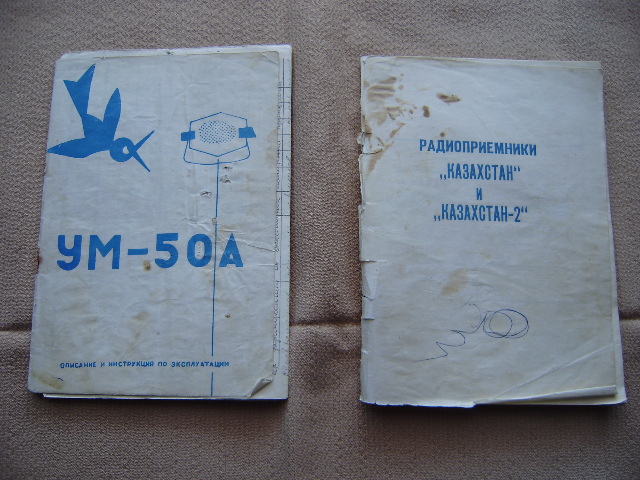 УМ-50А
ОПИСАНИЕ И ИНСТРУКЦИЯ ПО ЭКСПЛУАТАЦИИ
РАДИОПРИЕМНИКИ
„КАЗАХСТАН“
И
„КАЗАХСТАН-2“